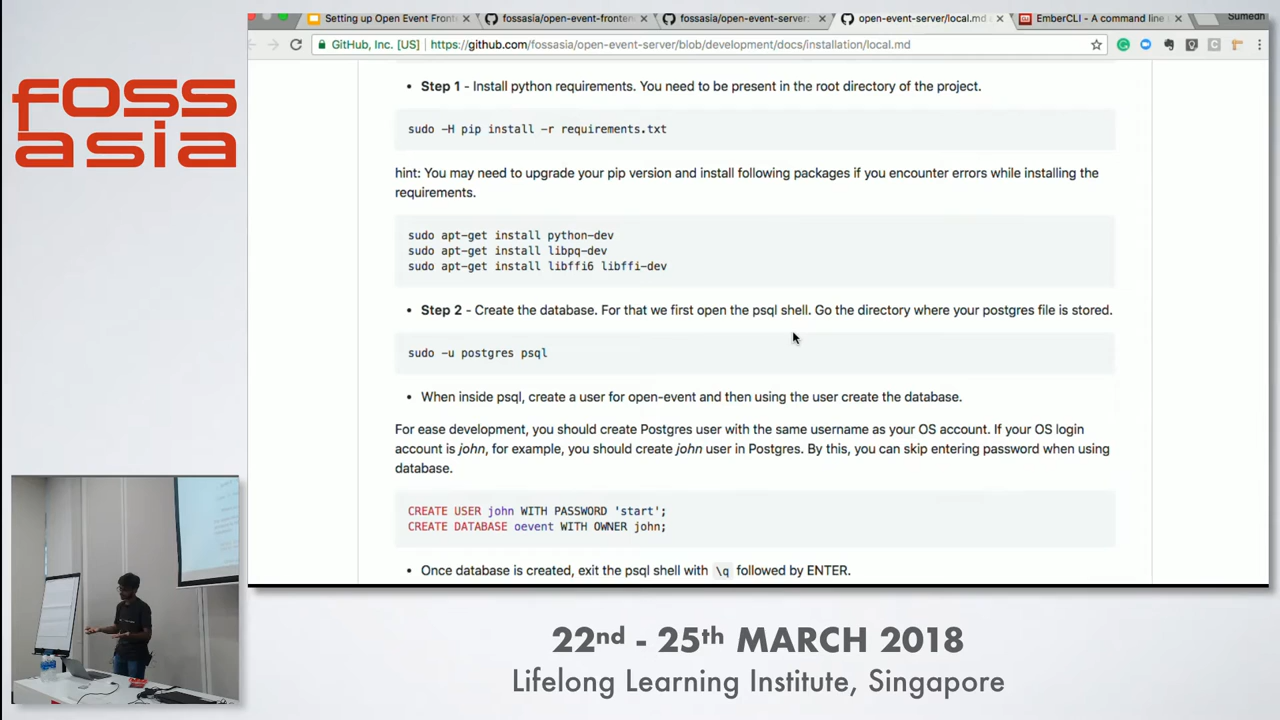 foss
asia
Setting up Open Event Front
fossasia/open-event-fronten
fossasia/open-event-server:
open-event-server/local.md
EmberCLI - A command line
Sumedh
GitHub, Inc. [US] | https://github.com/fossasia/open-event-server/blob/development/docs/installation/local.md
• Step 1 - Install python requirements. You need to be present in the root directory of the project.
sudo -H pip install -r requirements.txt
hint: You may need to upgrade your pip version and install following packages if you encounter errors while installing the
requirements.
sudo apt-get install python-dev
sudo apt-get install libpq-dev
sudo apt-get install libffi6 libffi-dev
• Step 2 - Create the database. For that we first open the psql shell. Go the directory where your postgres file is stored.
sudo -u postgres psql
• When inside psql, create a user for open-event and then using the user create the database.
For ease development, you should create Postgres user with the same username as your OS account. If your OS login
account is john, for example, you should create john user in Postgres. By this, you can skip entering password when using
database.
CREATE USER john WITH PASSWORD 'start';
CREATE DATABASE oevent WITH OWNER john;
• Once database is created, exit the psql shell with \q followed by ENTER.
22nd - 25th MARCH 2018
Lifelong Learning Institute, Singapore